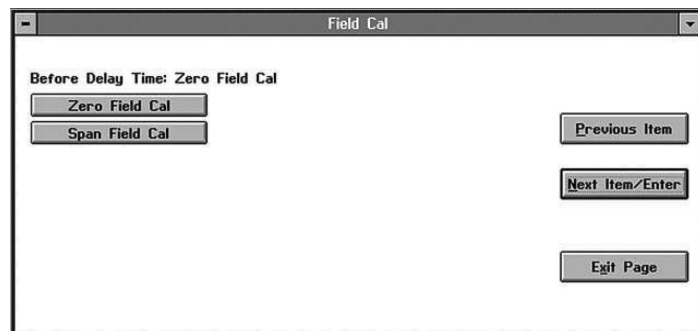 Field Cal
Before Delay Time: Zero Field Cal
Zero Field Cal
Span Field Cal
Previous Item
Next Item/Enter
Exit Page